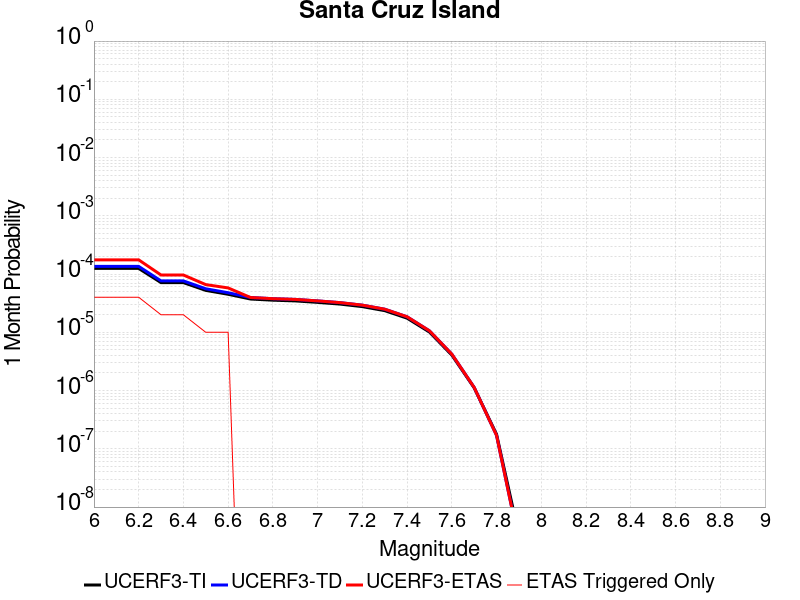 Santa Cruz Island
1 Month Probability
10^0
10^-1
10^-2
10^-3
10^-4
10^-5
10^-6
10^-7
10^-8
6 6.2 6.4 6.6 6.8 7 7.2 7.4 7.6 7.8 8 8.2 8.4 8.6 8.8 9
Magnitude
UCERF3-TI UCERF3-TD UCERF3-ETAS ETAS Triggered Only